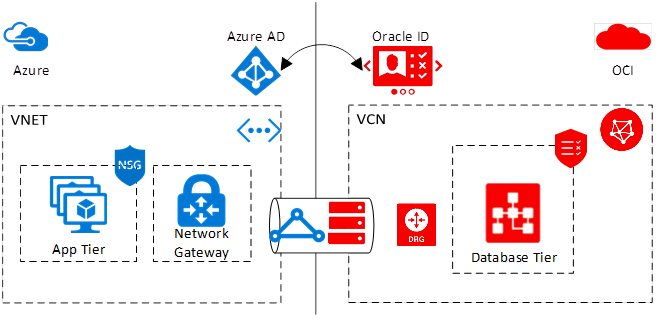 Azure AD
Oracle ID
Azure
OCI
VNET
VCN
NSG
App Tier
Network
Gateway
DRG
Database Tier